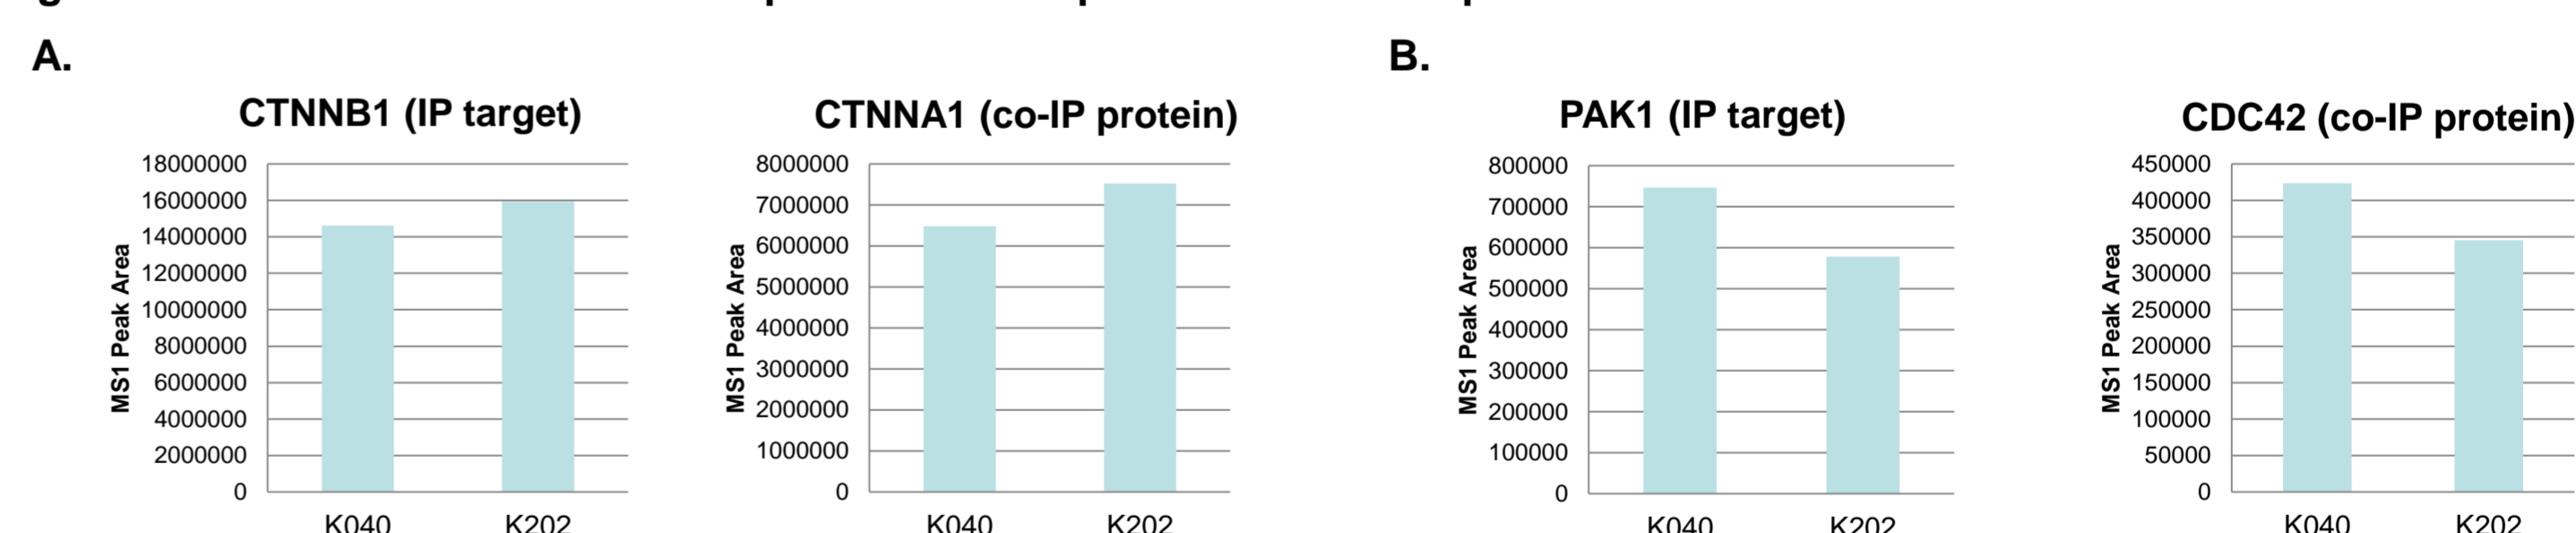 A.
B.
CTNNB1 (IP target)
CTNNA1 (co-IP protein)
PAK1 (IP target)
CDC42 (co-IP protein)
MS1 Peak Area
18000000
16000000
14000000
12000000
10000000
8000000
6000000
4000000
2000000
0
K040 K202
MS1 Peak Area
8000000
7000000
6000000
5000000
4000000
3000000
2000000
1000000
0
K040 K202
MS1 Peak Area
800000
700000
600000
500000
400000
300000
200000
100000
0
K040 K202
MS1 Peak Area
450000
400000
350000
300000
250000
200000
150000
100000
50000
0
K040 K202